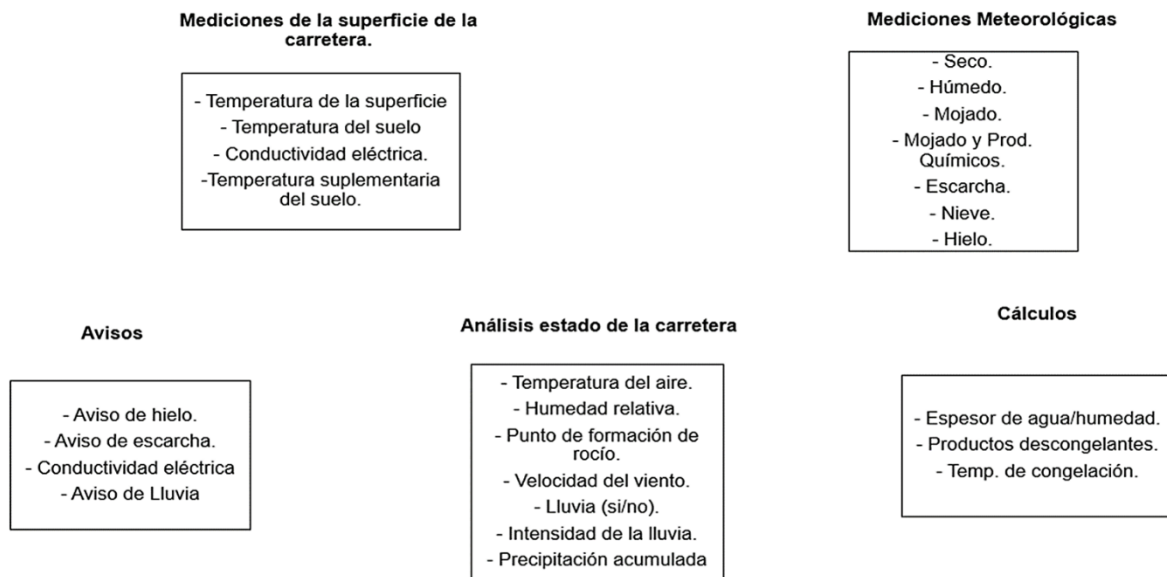 Mediciones de la superficie de la
carretera.
- Temperatura de la superficie
- Temperatura del suelo
- Conductividad eléctrica.
-Temperatura suplementaria
del suelo.
Mediciones Meteorológicas
- Seco.
- Húmedo.
- Mojado.
- Mojado y Prod.
Químicos.
- Escarcha.
- Nieve.
- Hielo.
Avisos
- Aviso de hielo.
- Aviso de escarcha.
- Conductividad eléctrica
- Aviso de Lluvia
Análisis estado de la carretera
- Temperatura del aire.
- Humedad relativa.
- Punto de formación de
rocío.
- Velocidad del viento.
- Lluvia (si/no).
- Intensidad de la lluvia.
- Precipitación acumulada
Cálculos
- Espesor de agua/humedad.
- Productos descongelantes.
- Temp. de congelación.